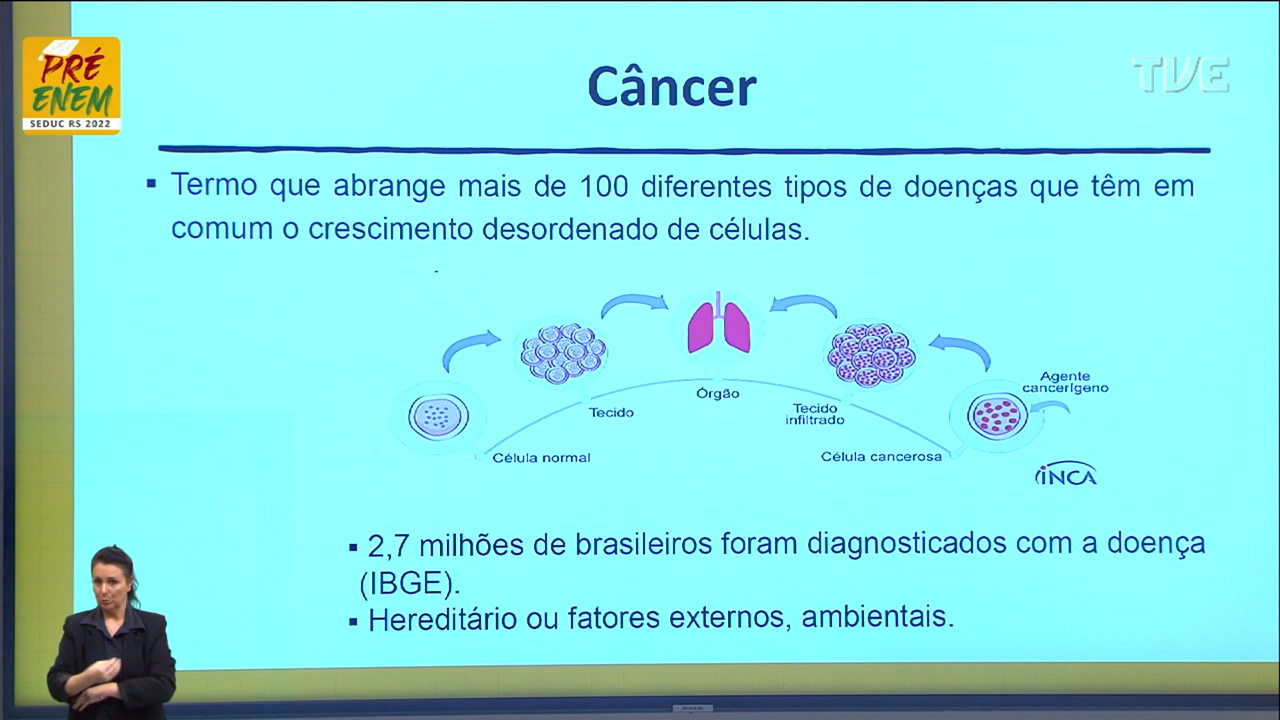 PRÉ
ENEM
SEDUC RS 2022
TVE
Câncer
▪ Termo que abrange mais de 100 diferentes tipos de doenças que têm em
comum o crescimento desordenado de células.
Agente
cancerígeno
Órgão
Tecido
Tecido
infiltrado
Célula normal
Célula cancerosa
INCA
▪ 2,7 milhões de brasileiros foram diagnosticados com a doença
(IBGE).
▪ Hereditário ou fatores externos, ambientais.